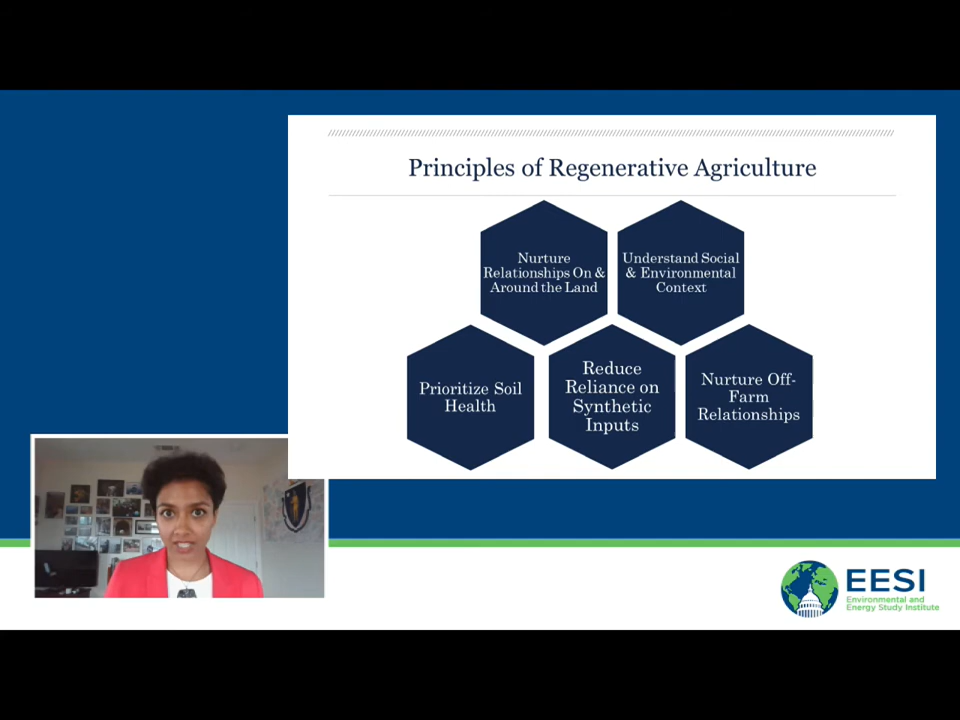 Principles of Regenerative Agriculture
Nurture
Relationships On &
Around the Land
Understand Social
& Environmental
Context
Prioritize Soil
Health
Reduce
Reliance on
Synthetic
Inputs
Nurture Off-
Farm
Relationships
EESI
Environmental and
Energy Study Institute